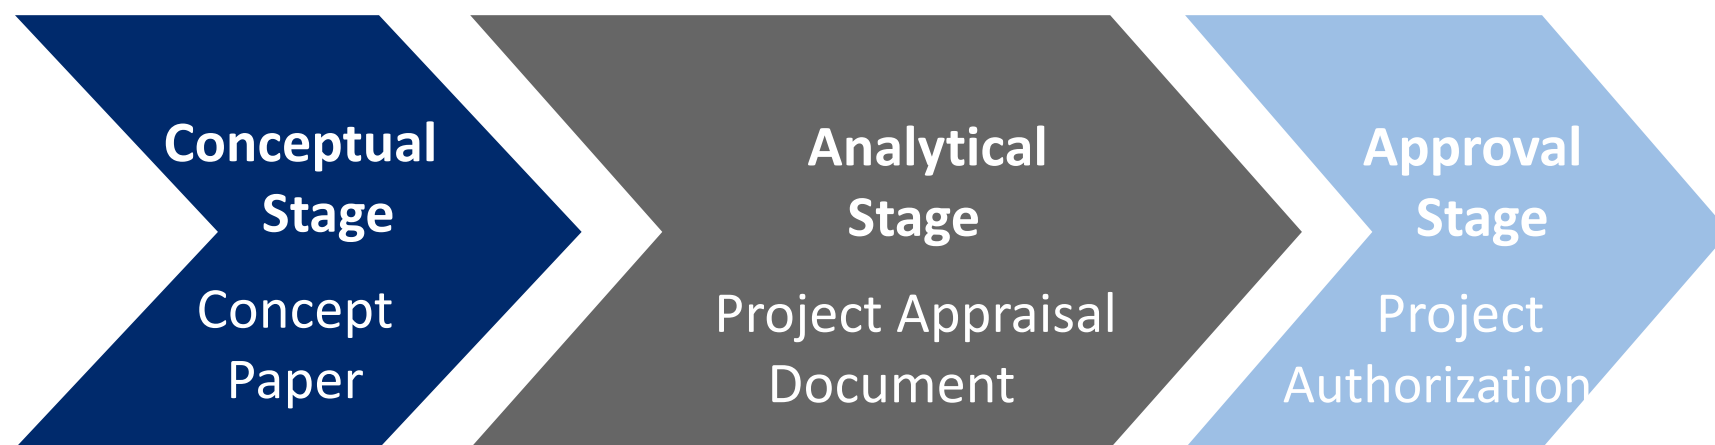 Conceptual
Stage
Concept
Paper
Analytical
Stage
Project Appraisal
Document
Approval
Stage
Project
Authorization